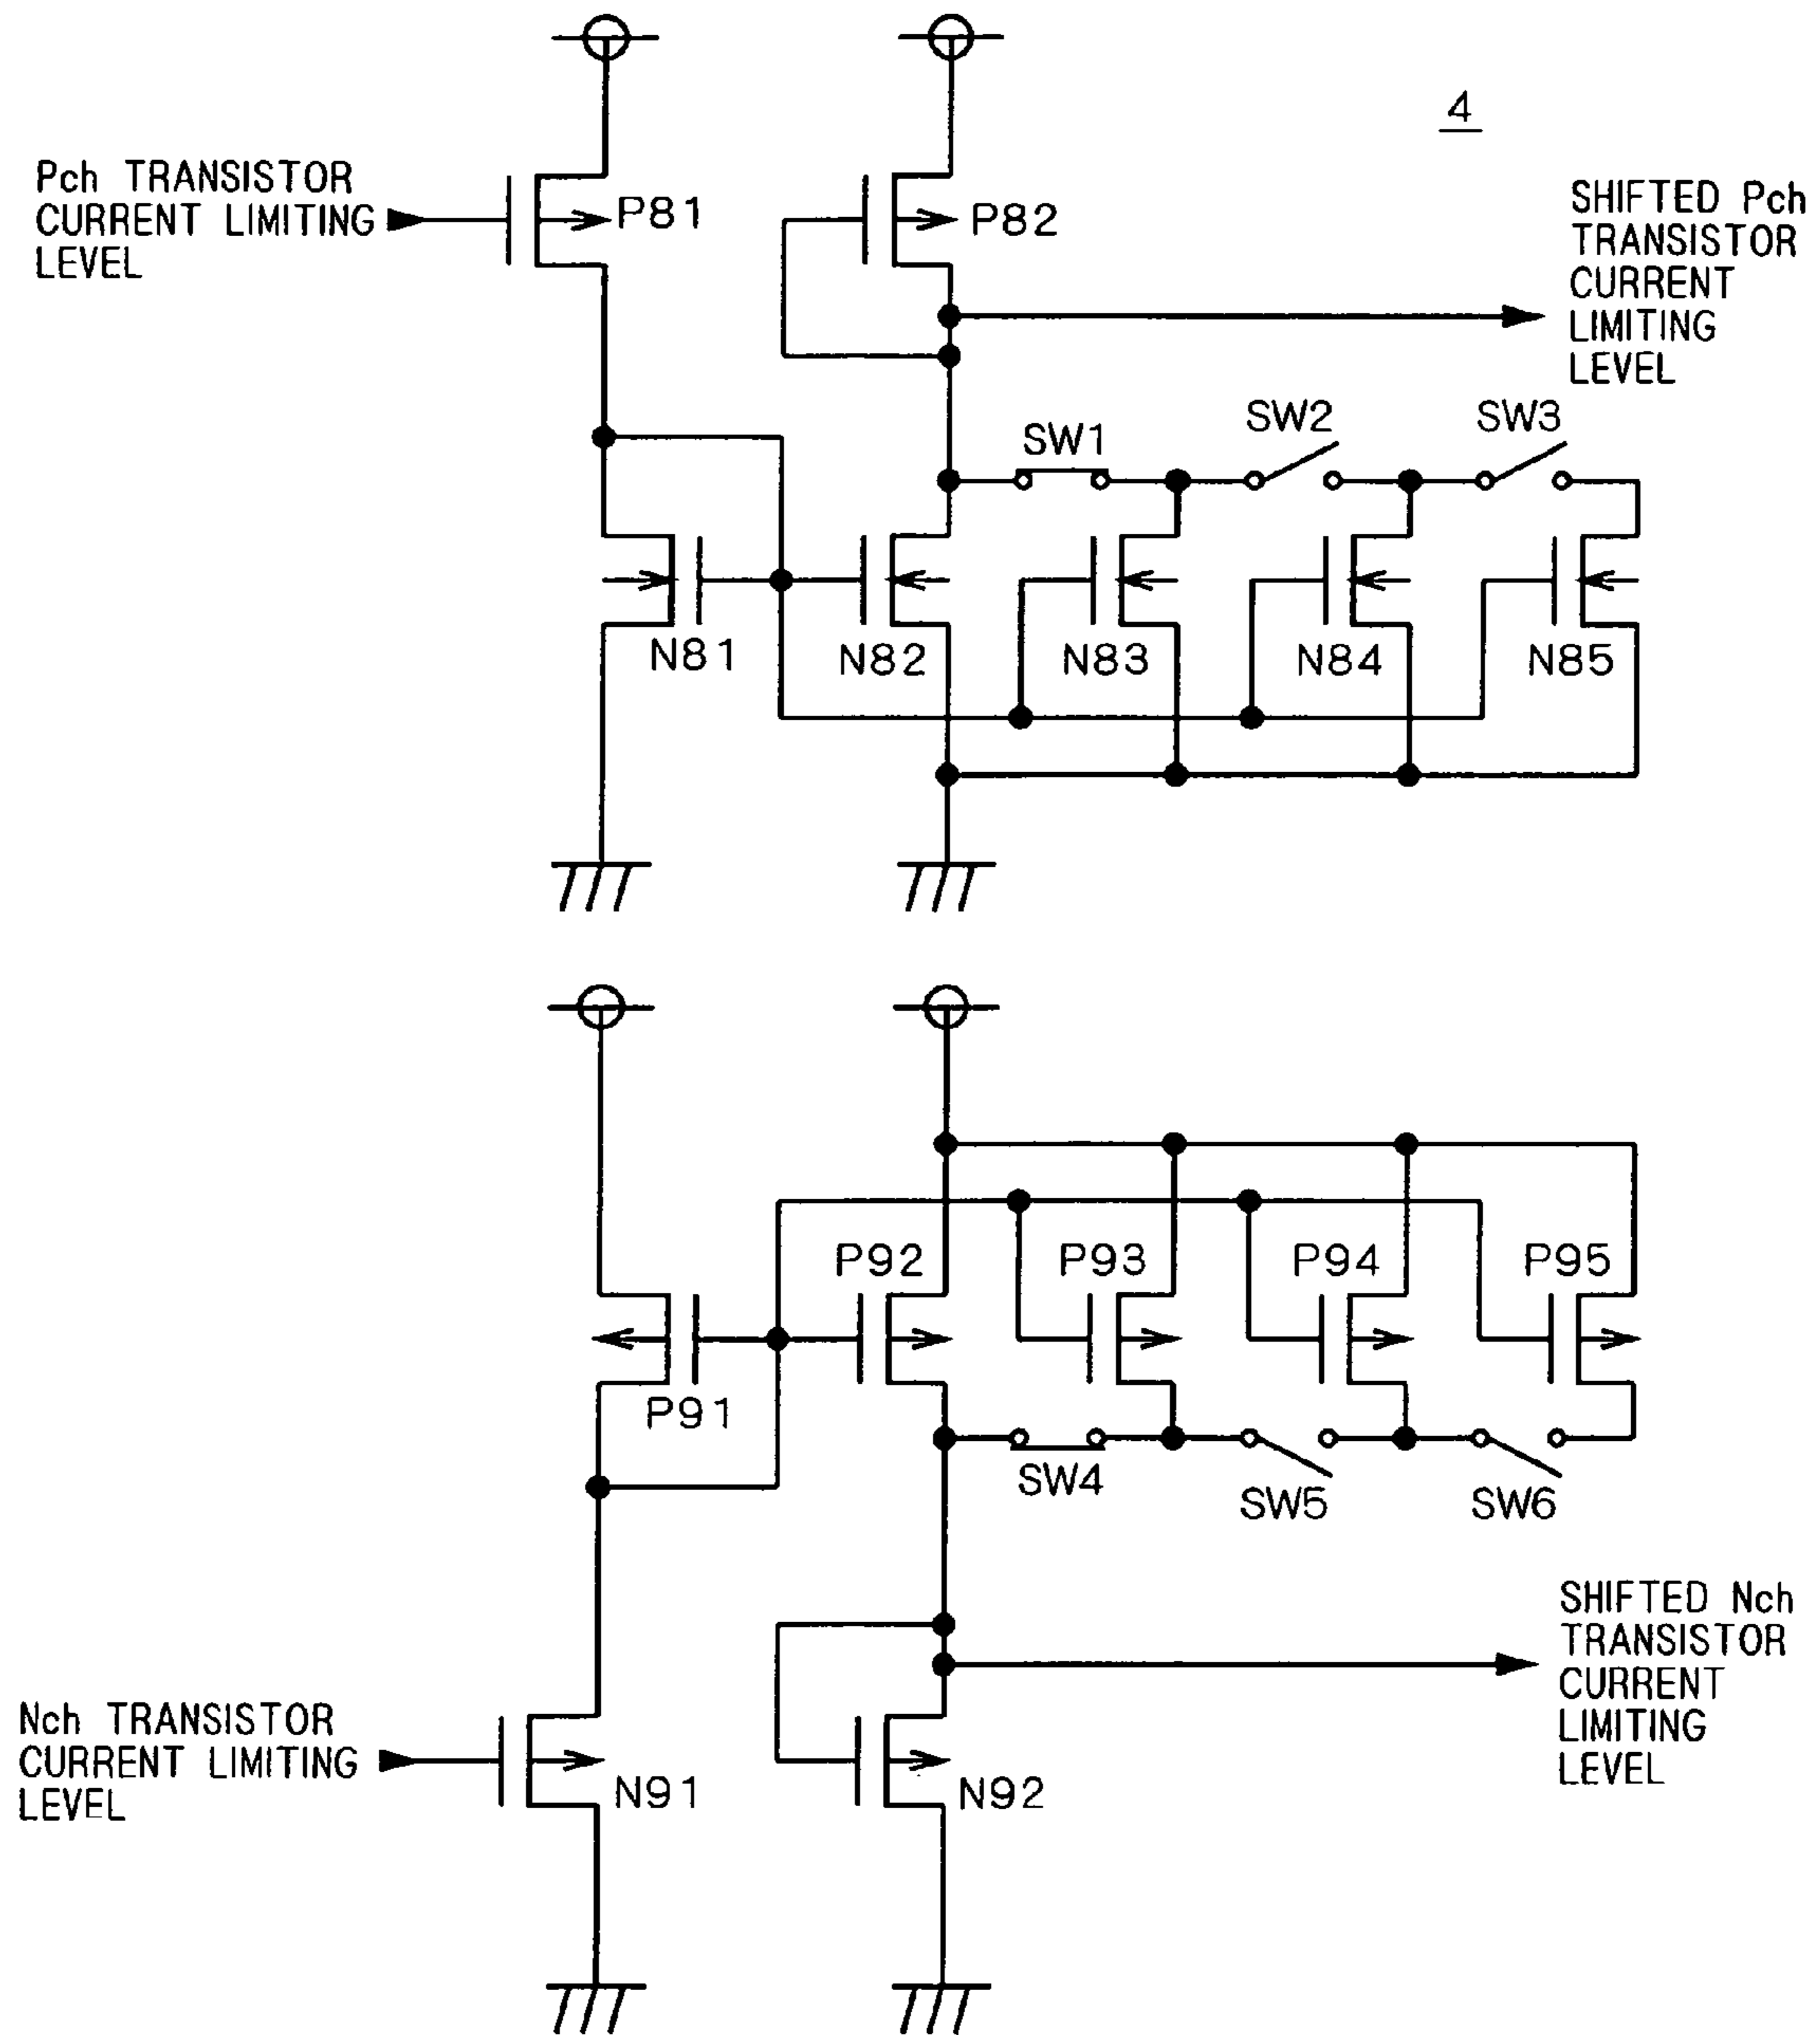 4
Pch TRANSISTOR
CURRENT LIMITING
LEVEL
P81
P82
SHIFTED Pch
TRANSISTOR
CURRENT
LIMITING
LEVEL
SW1
SW2
SW3
N81
N82
N83
N84
N85
P92
P93
P94
P95
P91
SW4
SW5
SW6
SHIFTED Nch
TRANSISTOR
CURRENT
LIMITING
LEVEL
Nch TRANSISTOR
CURRENT LIMITING
LEVEL
N91
N92